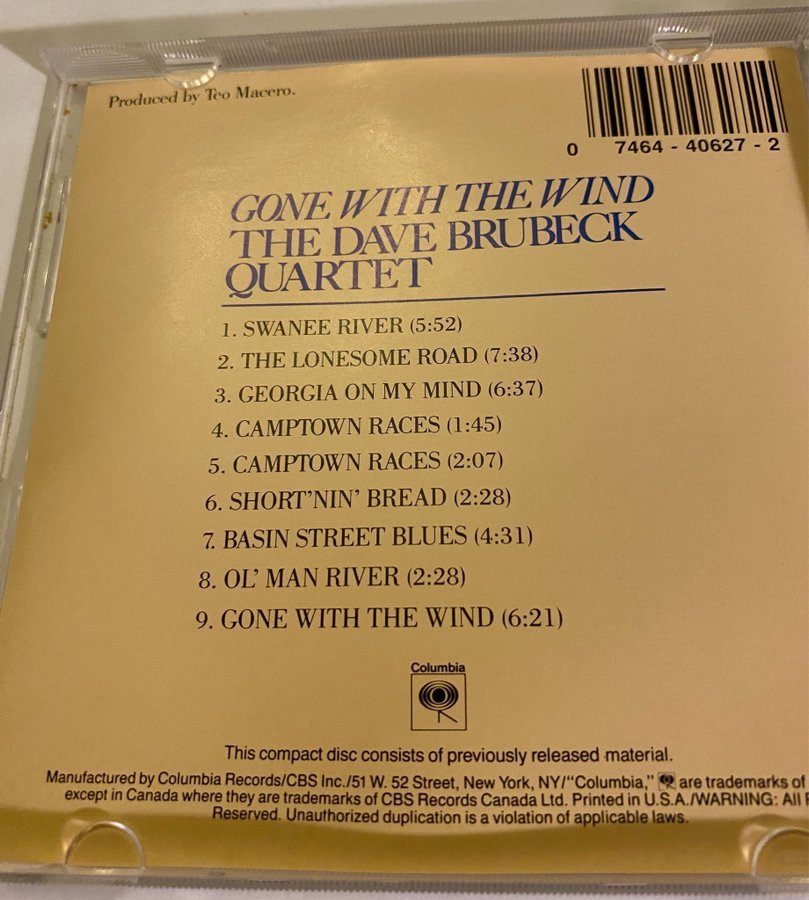 Produced by Teo Macero.
0 7464 - 40627 - 2
GONE WITH THE WIND
THE DAVE BRUBECK
QUARTET
1. SWANEE RIVER (5:52)
2. THE LONESOME ROAD (7:38)
3. GEORGIA ON MY MIND (6:37)
4. CAMPTOWN RACES (1:45)
5. CAMPTOWN RACES (2:07)
6. SHORT'NIN' BREAD (2:28)
7. BASIN STREET BLUES (4:31)
8. OL' MAN RIVER (2:28)
9. GONE WITH THE WIND (6:21)
Columbia
This compact disc consists of previously released material.
Manufactured by Columbia Records/CBS Inc./51 W. 52 Street, New York, NY/"Columbia," are trademarks of
except in Canada where they are trademarks of CBS Records Canada Ltd. Printed in U.S.A./WARNING: All
Reserved. Unauthorized duplication is a violation of applicable laws.